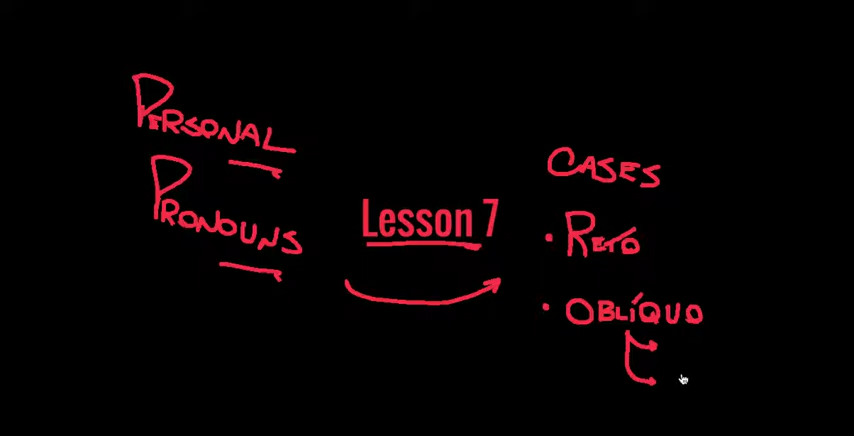 PERSONAL
PRONOUNS
Lesson 7
CASES
• RETO
• OBLÍQUO